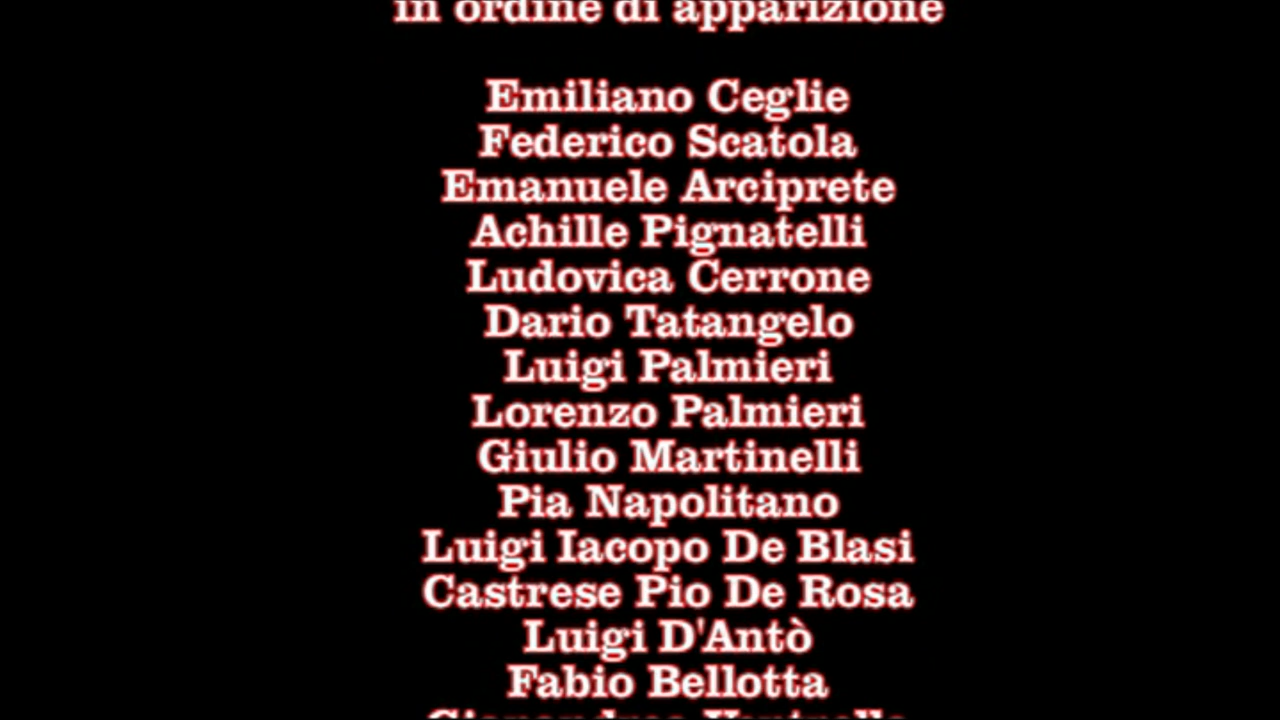 in ordine di apparizione
Emiliano Ceglie
Federico Scatola
Emanuele Arciprete
Achille Pignatelli
Ludovica Cerrone
Dario Tatangelo
Luigi Palmieri
Lorenzo Palmieri
Giulio Martinelli
Pia Napolitano
Luigi Iacopo De Blasi
Castrese Pio De Rosa
Luigi D'Antò
Fabio Bellotta